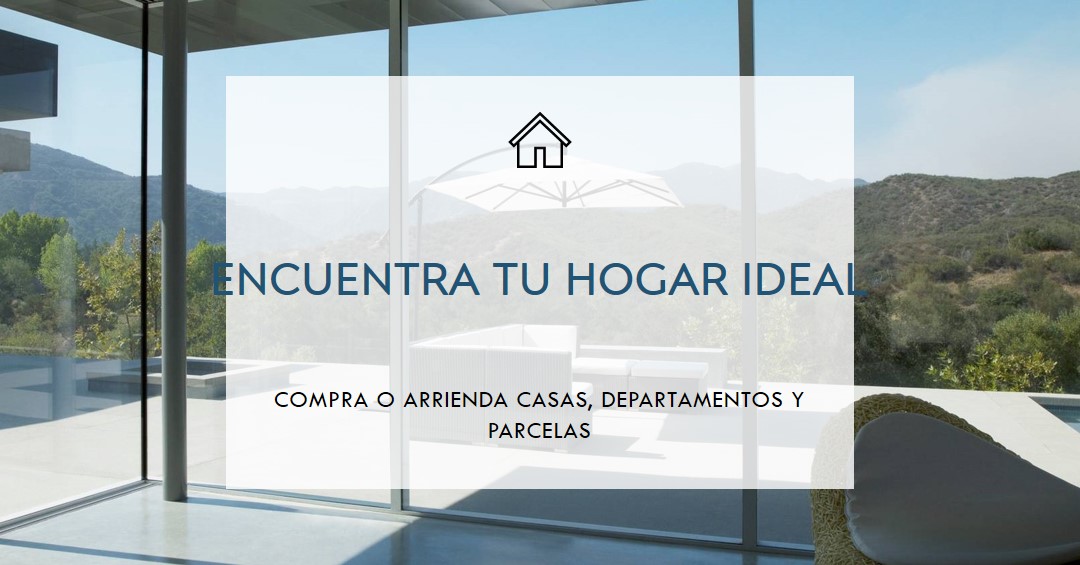 ENCUENTRA TU HOGAR IDEAL
COMPRA O ARRIENDA CASAS, DEPARTAMENTOS Y
PARCELAS